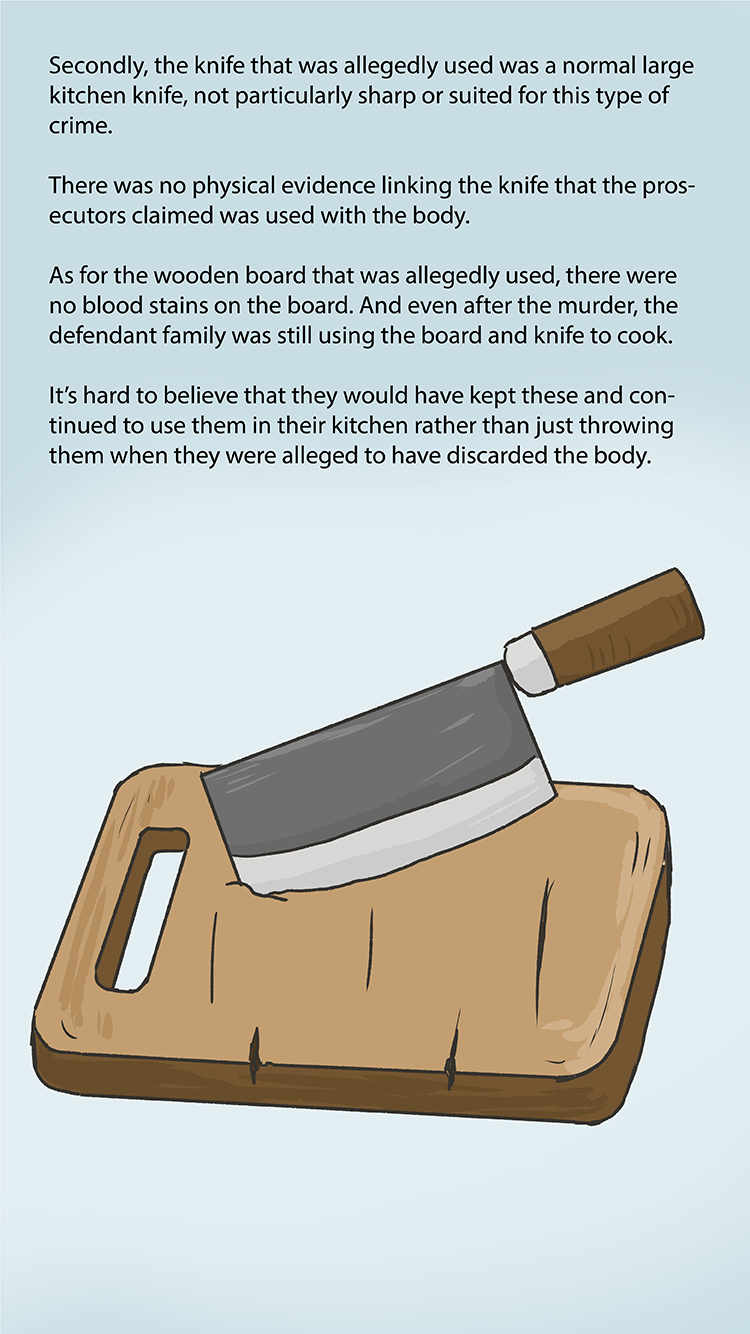 Secondly, the knife that was allegedly used was a normal large
kitchen knife, not particularly sharp or suited for this type of
crime.
There was no physical evidence linking the knife that the pros-
ecutors claimed was used with the body.
As for the wooden board that was allegedly used, there were
no blood stains on the board. And even after the murder, the
defendant family was still using the board and knife to cook.
It’s hard to believe that they would have kept these and con-
tinued to use them in their kitchen rather than just throwing
them when they were alleged to have discarded the body.